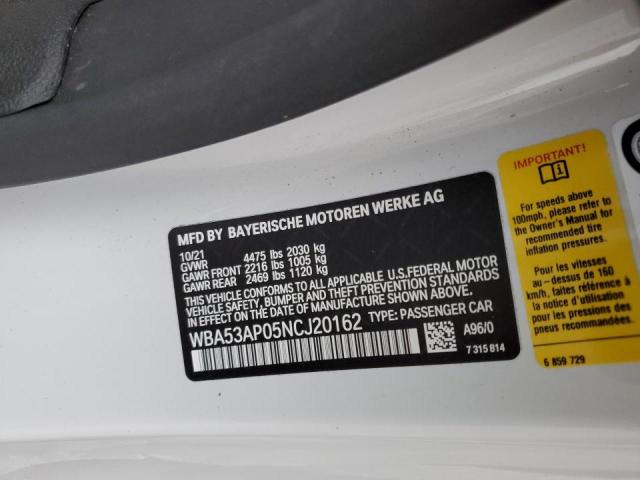 MFD BY BAYERISCHE MOTOREN WERKE AG
10/21
GVWR 4475 lbs 2030 kg
GAWR FRONT 2216 lbs 1005 kg
GAWR REAR 2469 lbs 1120 kg
THIS VEHICLE CONFORMS TO ALL APPLICABLE U.S.FEDERAL MOTOR
VEHICLE SAFETY, BUMPER AND THEFT PREVENTION STANDARDS
IN EFFECT ON THE DATE OF MANUFACTURE SHOWN ABOVE.
WBA53AP05NCJ20162 TYPE: PASSENGER CAR
A96/0
7 315 814
IMPORTANT!
For speeds above
100mph, please refer to
the Owner's Manual for
recommended tire
inflation pressures.
Pour les vitesses
au-dessus de 160
km/h, faites référence à
la notice d'utilisation
pour les pressions de
pneus recommandées.
6 859 729